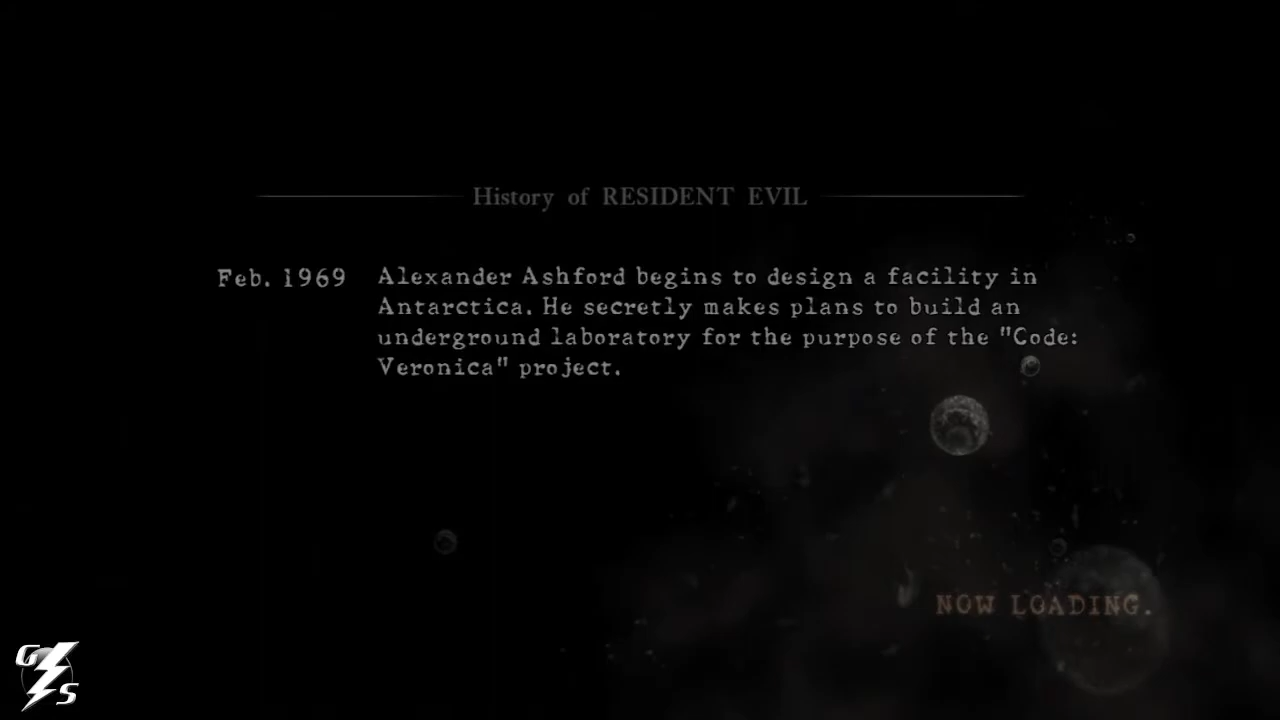 History of RESIDENT EVIL
Feb. 1969 Alexander Ashford begins to design a facility in
Antarctica. He secretly makes plans to build an
underground laboratory for the purpose of the "Code:
Veronica" project.
NOW LOADING.
G S